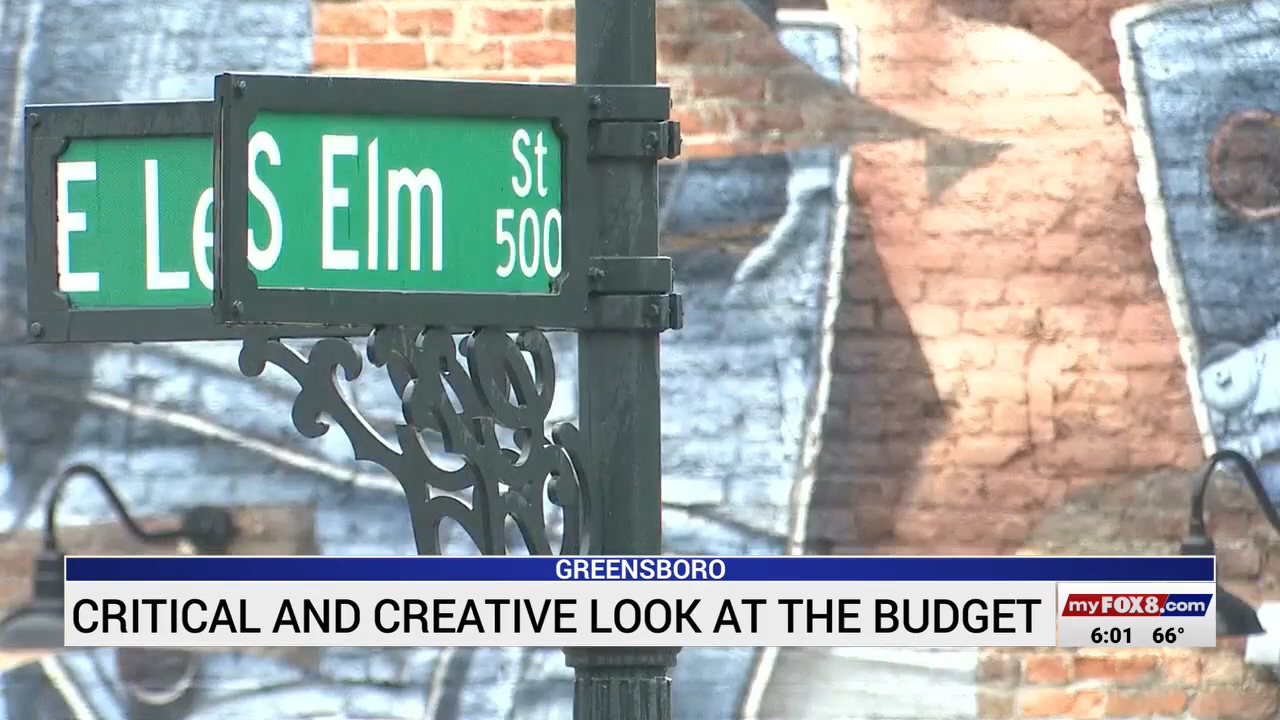 E Le
S Elm St
500
GREENSBORO
CRITICAL AND CREATIVE LOOK AT THE BUDGET
myFOX8.com
6:01 66°